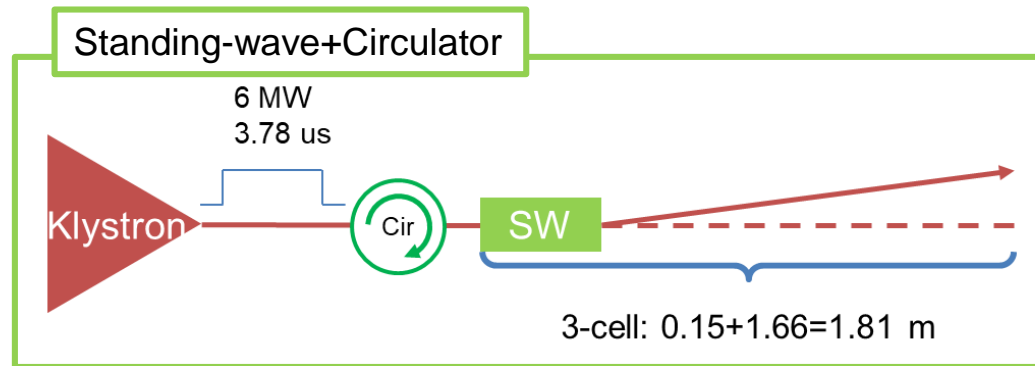 Standing-wave+Circulator
6 MW
3.78 us
Klystron
Cir
SW
3-cell: 0.15+1.66=1.81 m